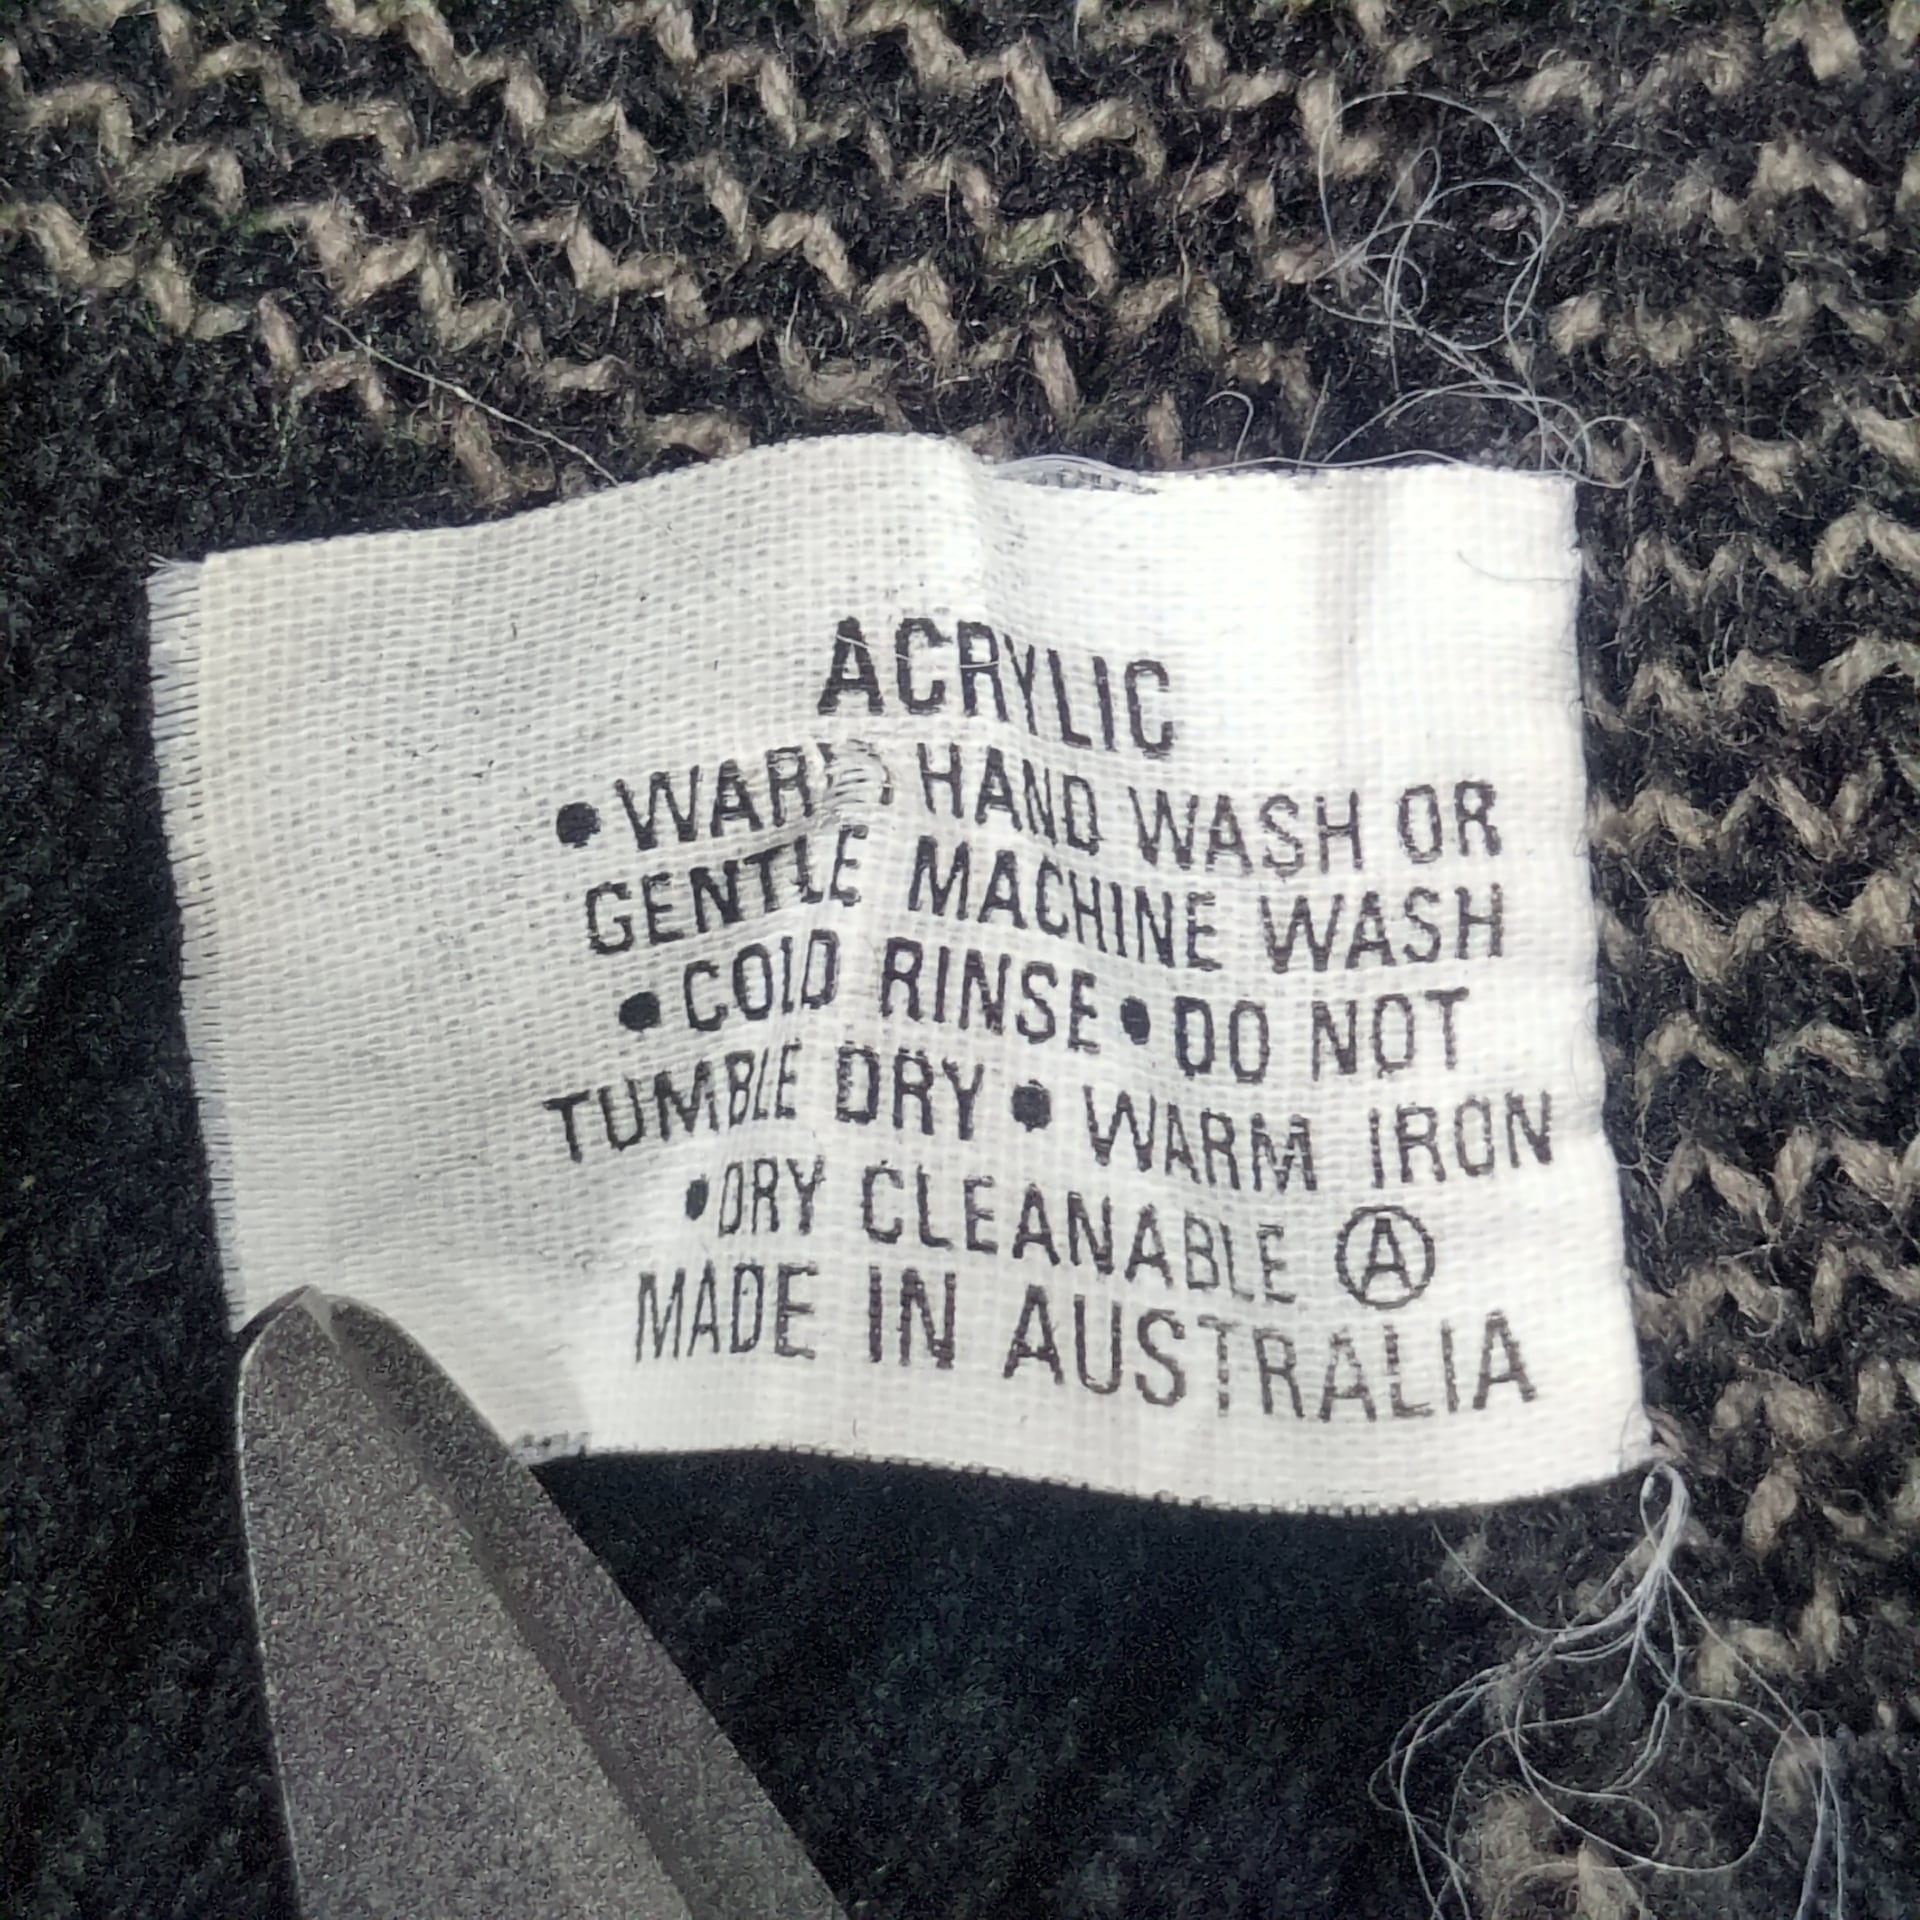 ACRYLIC
•WARM HAND WASH OR
GENTLE MACHINE WASH
•COLD RINSE•DO NOT
TUMBLE DRY • WARM IRON
•DRY CLEANABLE Ⓐ
MADE IN AUSTRALIA